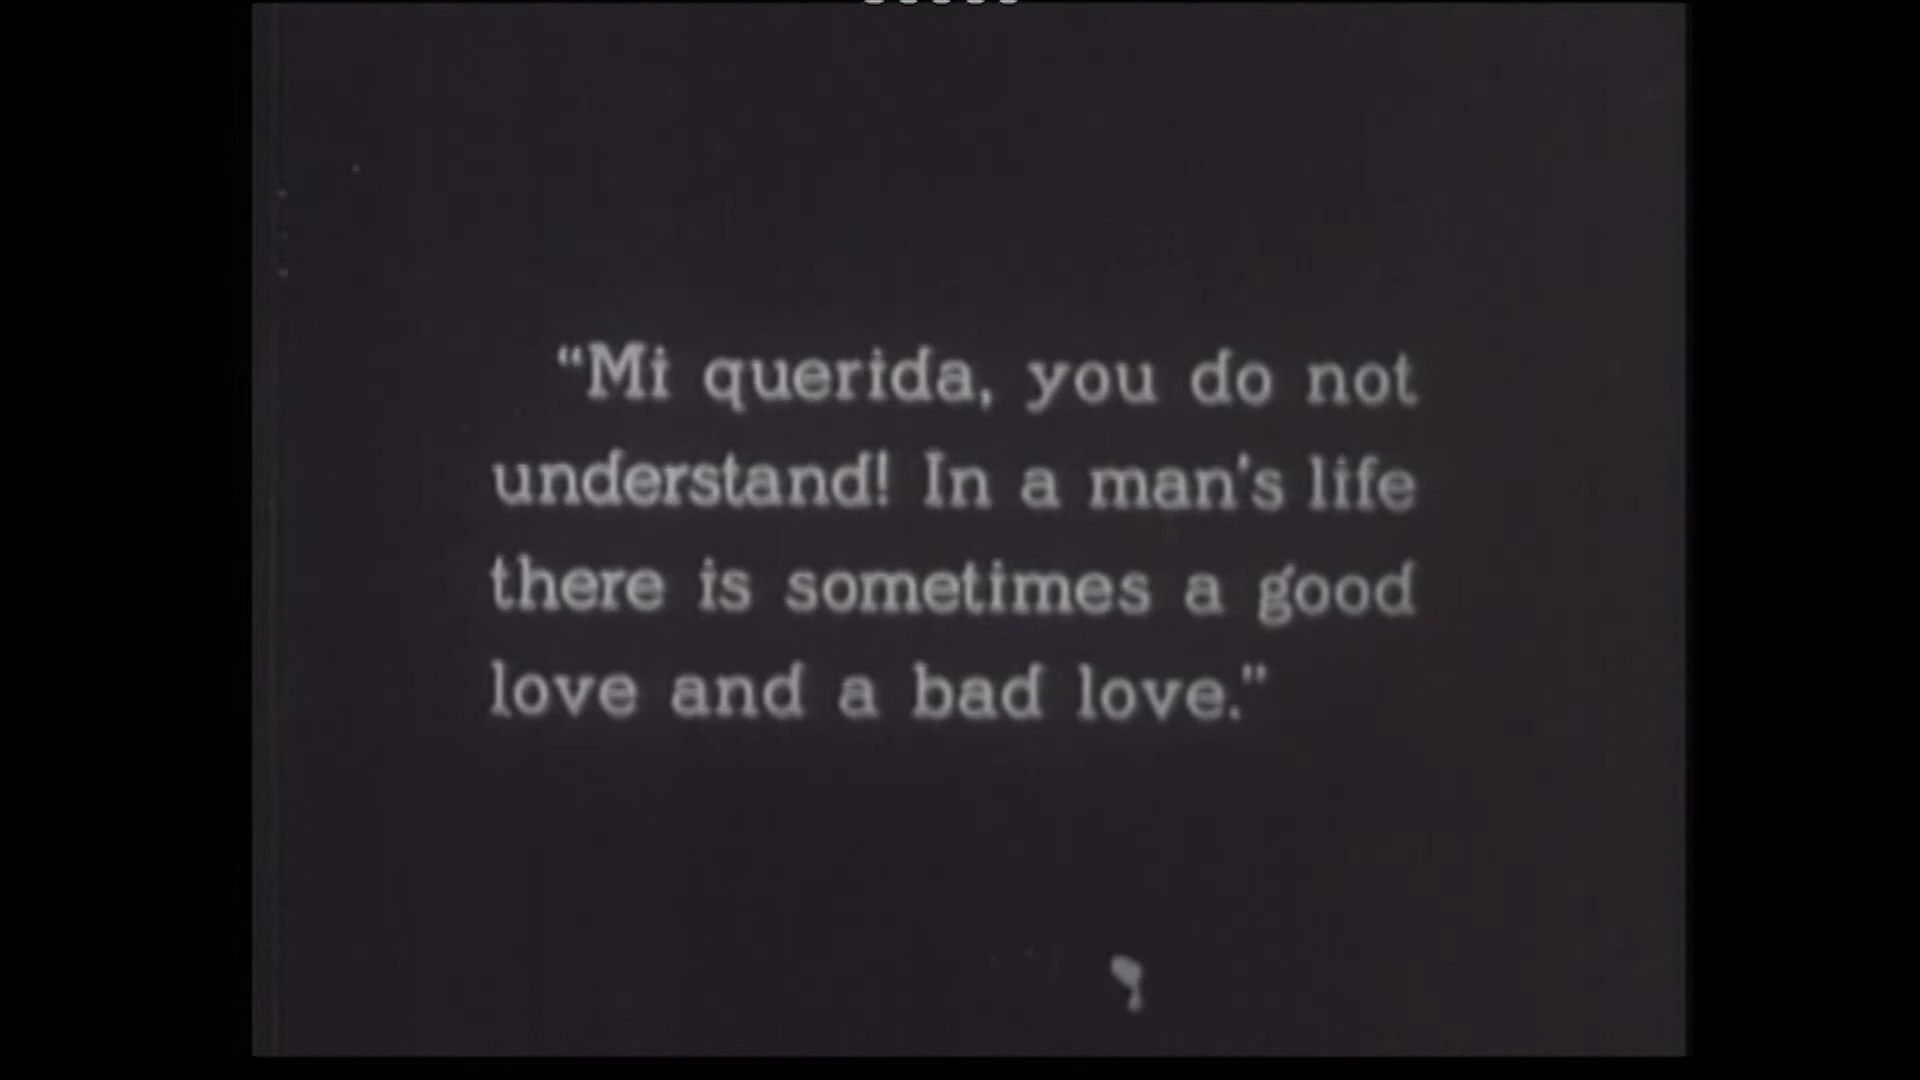 “Mi querida, you do not
understand! In a man's life
there is sometimes a good
love and a bad love.”